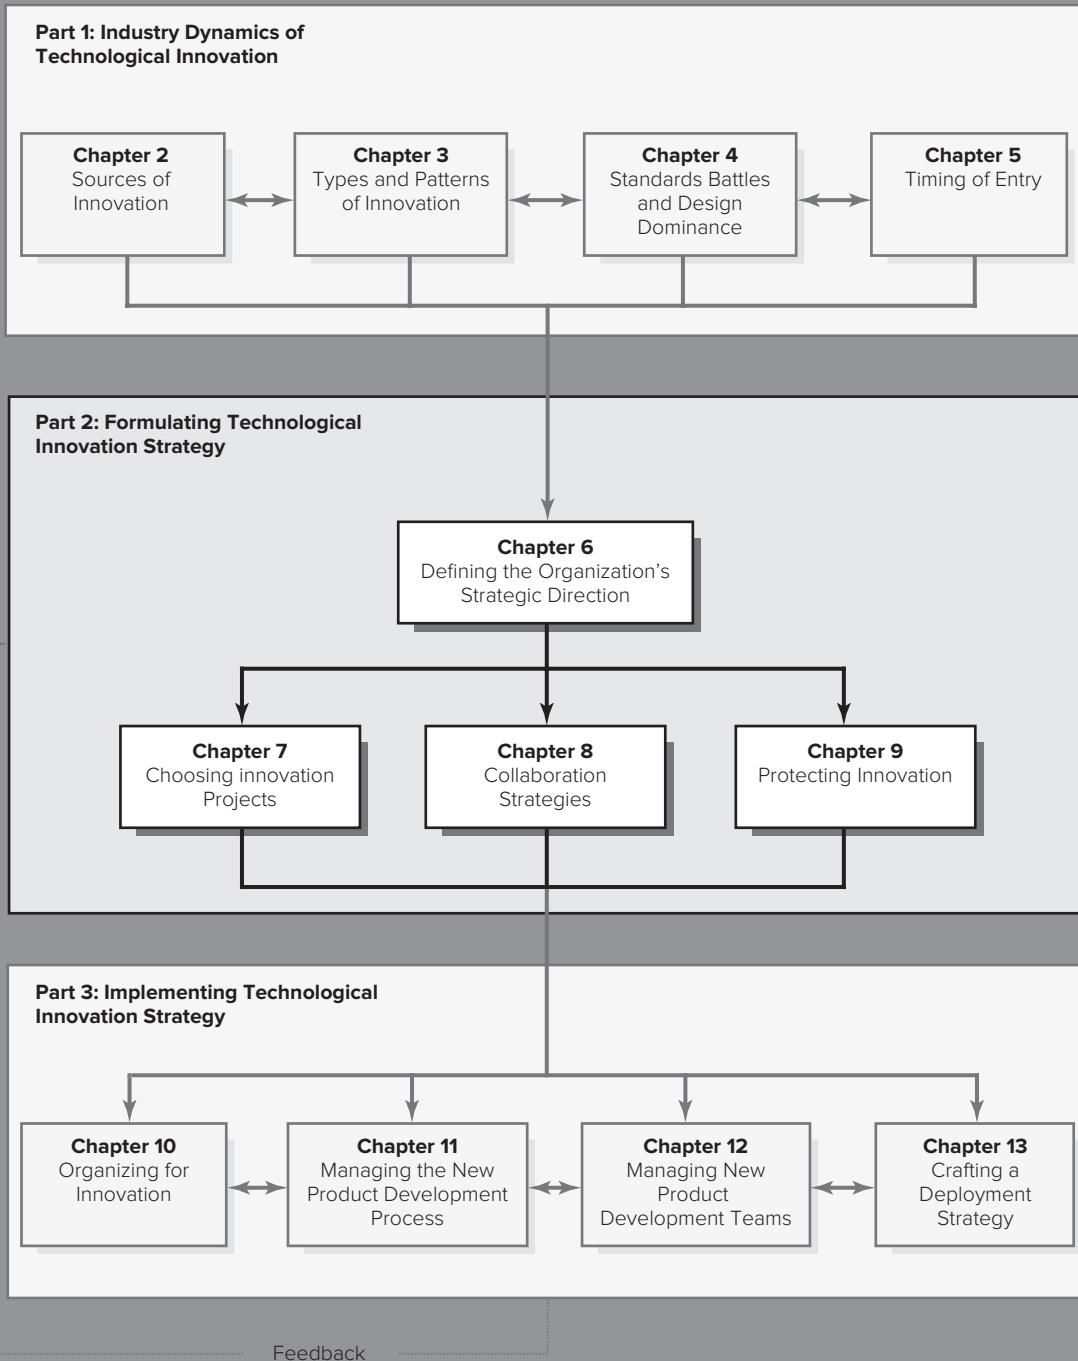 Part 1: Industry Dynamics of
Technological Innovation
Chapter 2
Sources of
Innovation
Chapter 3
Types and Patterns
of Innovation
Chapter 4
Standards Battles
and Design
Dominance
Chapter 5
Timing of Entry
Part 2: Formulating Technological
Innovation Strategy
Chapter 6
Defining the Organization’s
Strategic Direction
Chapter 7
Choosing innovation
Projects
Chapter 8
Collaboration
Strategies
Chapter 9
Protecting Innovation
Part 3: Implementing Technological
Innovation Strategy
Chapter 10
Organizing for
Innovation
Chapter 11
Managing the New
Product Development
Process
Chapter 12
Managing New
Product
Development Teams
Chapter 13
Crafting a
Deployment
Strategy
Feedback